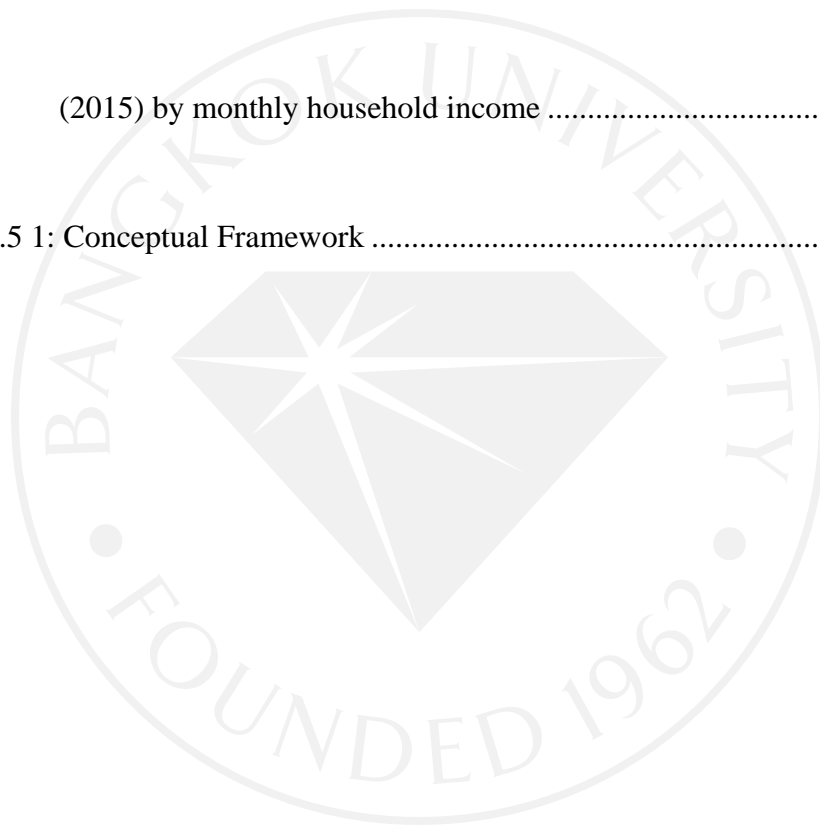 (2015) by monthly household income ..................................
.5 1: Conceptual Framework ........................................................
BANGKOK UNIVERSITY
FOUNDED 1962